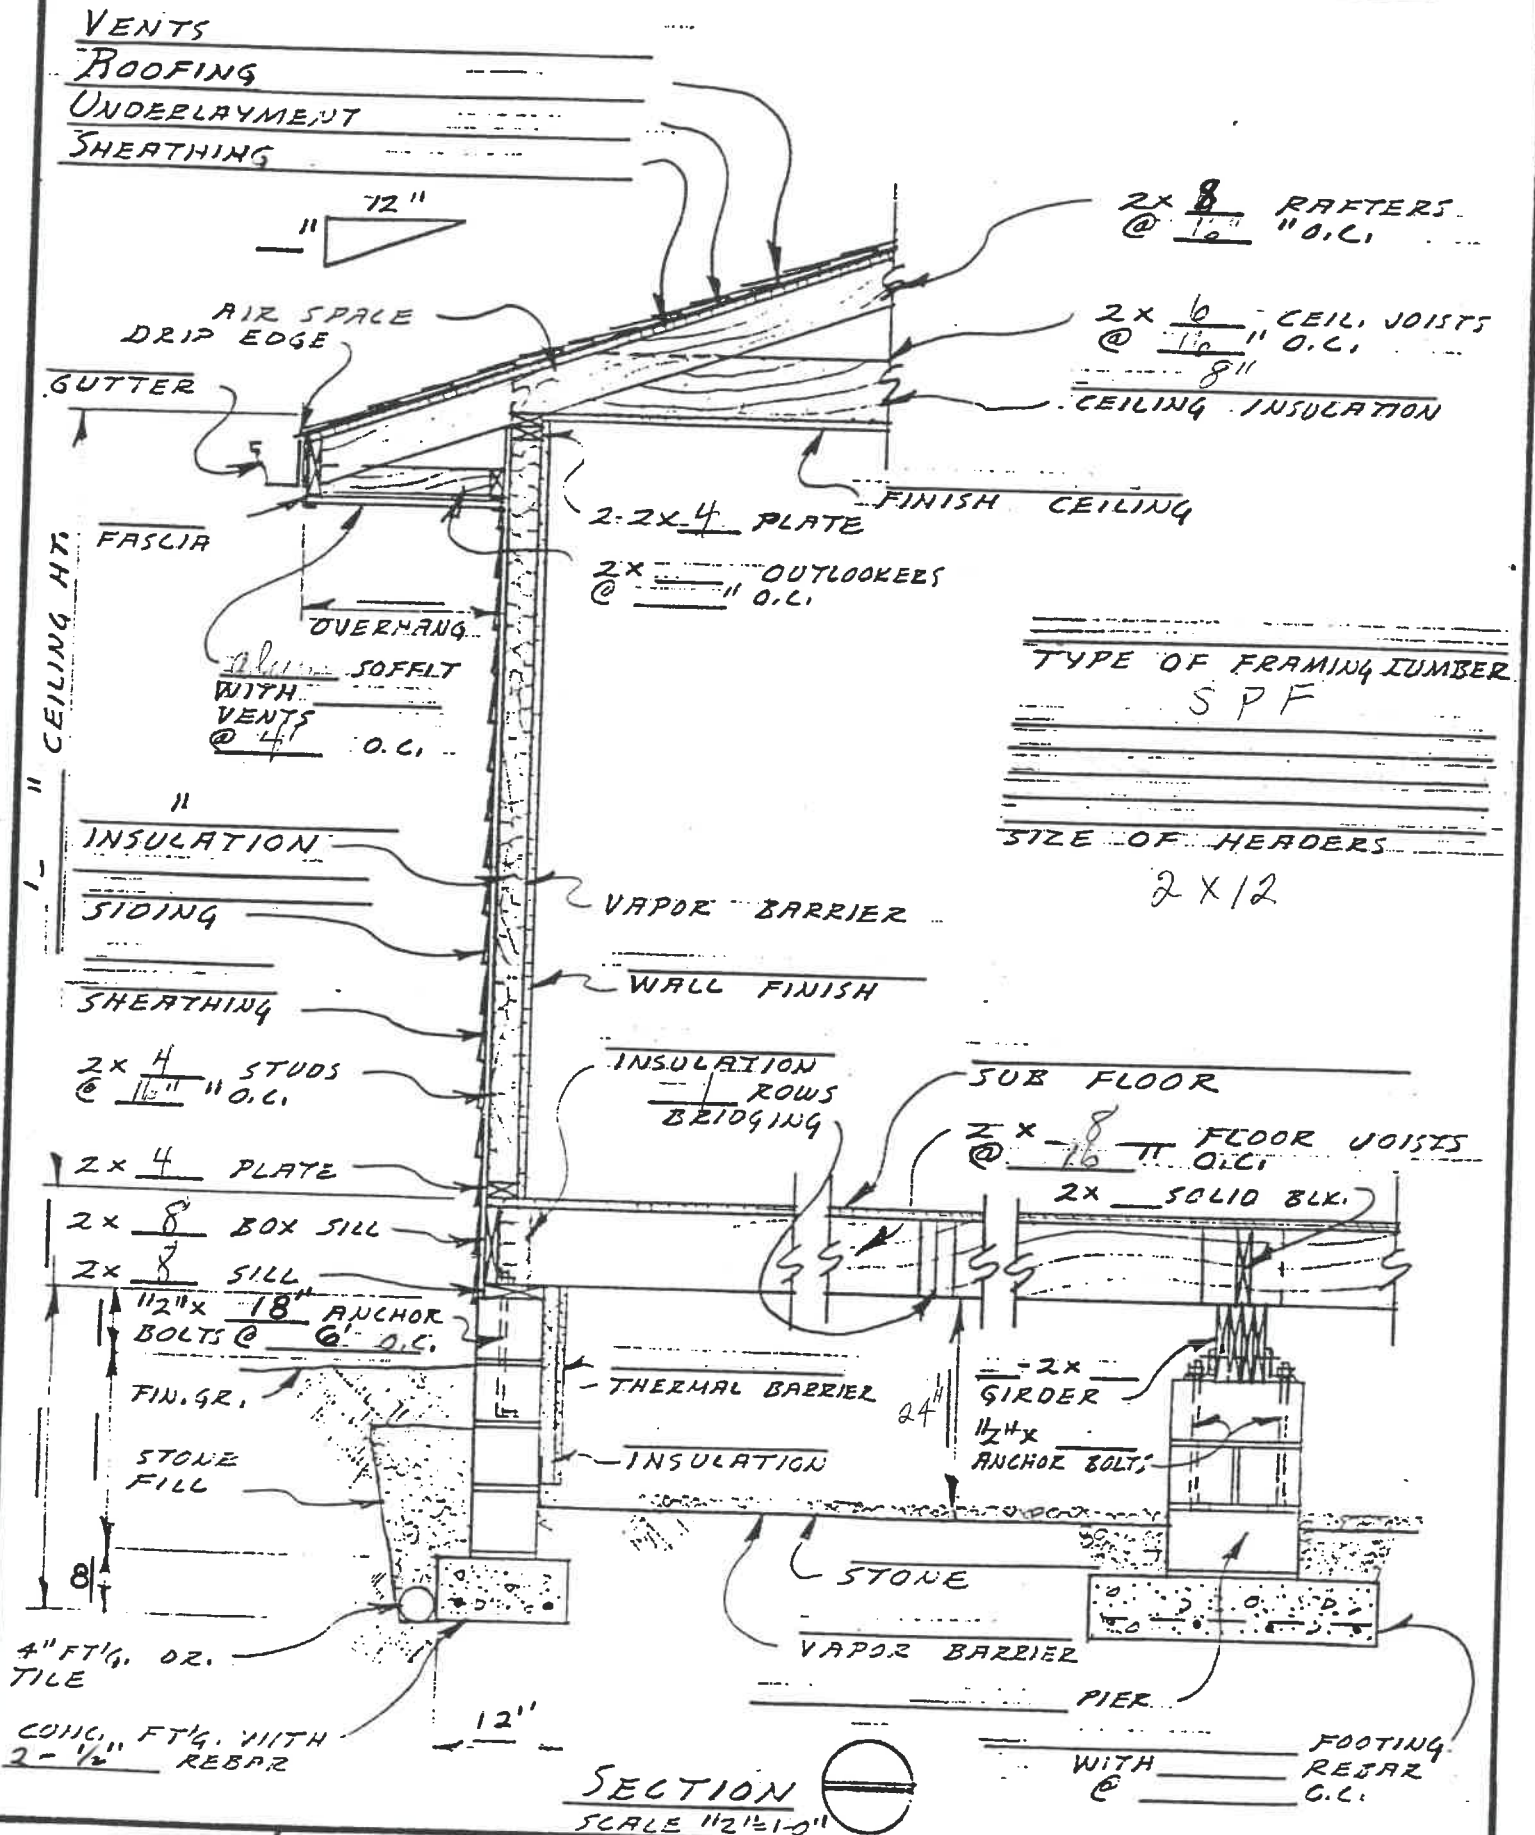 VENTS
ROOFING
UNDERLAYMENT
SHEATHING
12"
"
2x 8 RAFTERS
@ 16" " O.C.
AIR SPACE
DRIP EDGE
GUTTER
2x 6 CEIL. JOISTS
@ 16 " O.C.
8"
CEILING INSULATION
FINISH CEILING
FASCIA
2-2x 4 PLATE
2x OUTLOOKERS
@ " O.C.
OVERHANG
alum SOFFIT
WITH
VENTS
@ 4' O.C.
'- " CEILING HT.
TYPE OF FRAMING LUMBER
SPF
SIZE OF HEADERS
2 X 12
"
INSULATION
SIDING
VAPOR BARRIER
WALL FINISH
SHEATHING
2x 4 STUDS
@ 16" " O.C.
INSULATION
1 ROWS
BRIDGING
SUB FLOOR
2 x 8 FLOOR JOISTS
@ 16 " O.C.
2x SOLID BLK.
2x 4 PLATE
2x 8 BOX SILL
2x 8 SILL
1/2" x 18" ANCHOR
BOLTS @ 6' O.C.
FIN. GR.
THERMAL BARRIER
24"
-2x
GIRDER
1/2" x
ANCHOR BOLTS
STONE
FILL
INSULATION
8
STONE
VAPOR BARRIER
4" FT'G. DR.
TILE
PIER
12"
CONC. FT'G. WITH
2 - 1/2" REBAR
FOOTING
WITH REBAR
@ O.C.
SECTION
SCALE 1/2"=1'-0"